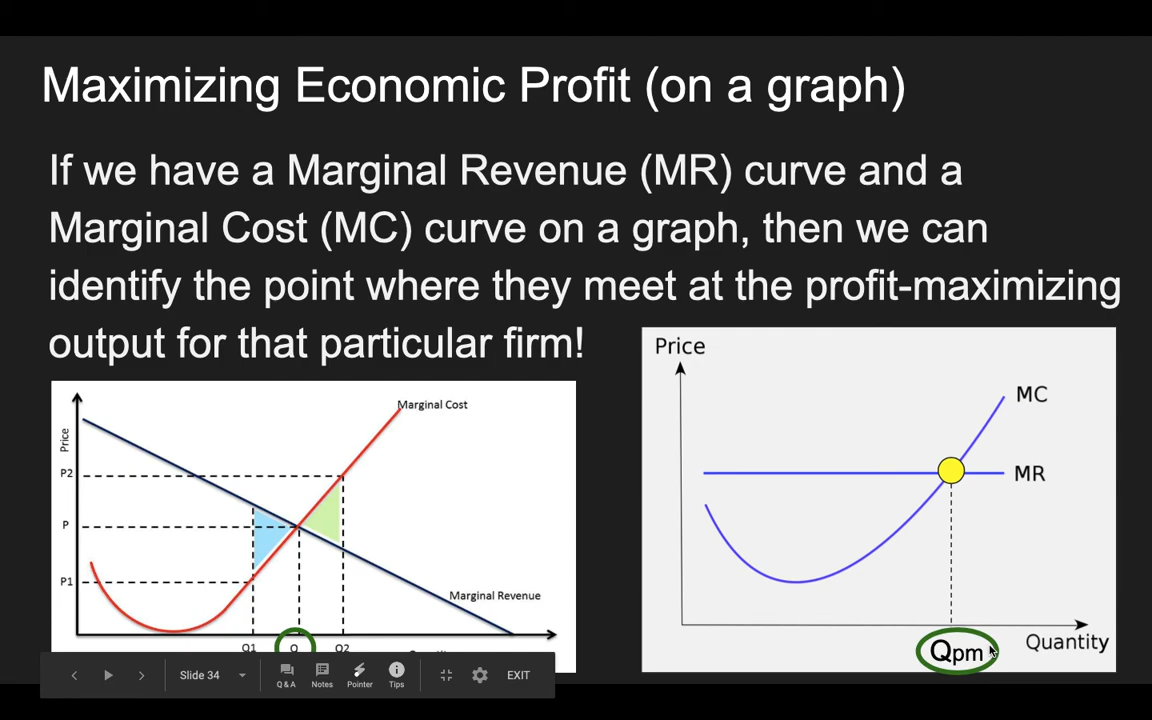 Maximizing Economic Profit (on a graph)
If we have a Marginal Revenue (MR) curve and a
Marginal Cost (MC) curve on a graph, then we can
identify the point where they meet at the profit-maximizing
output for that particular firm!
Price
P2
P
P1
Marginal Cost
Marginal Revenue
Q1 Q Q2
Price
MC
MR
Qpm
Quantity
Slide 34
Q & A
Notes
Pointer
Tips
EXIT